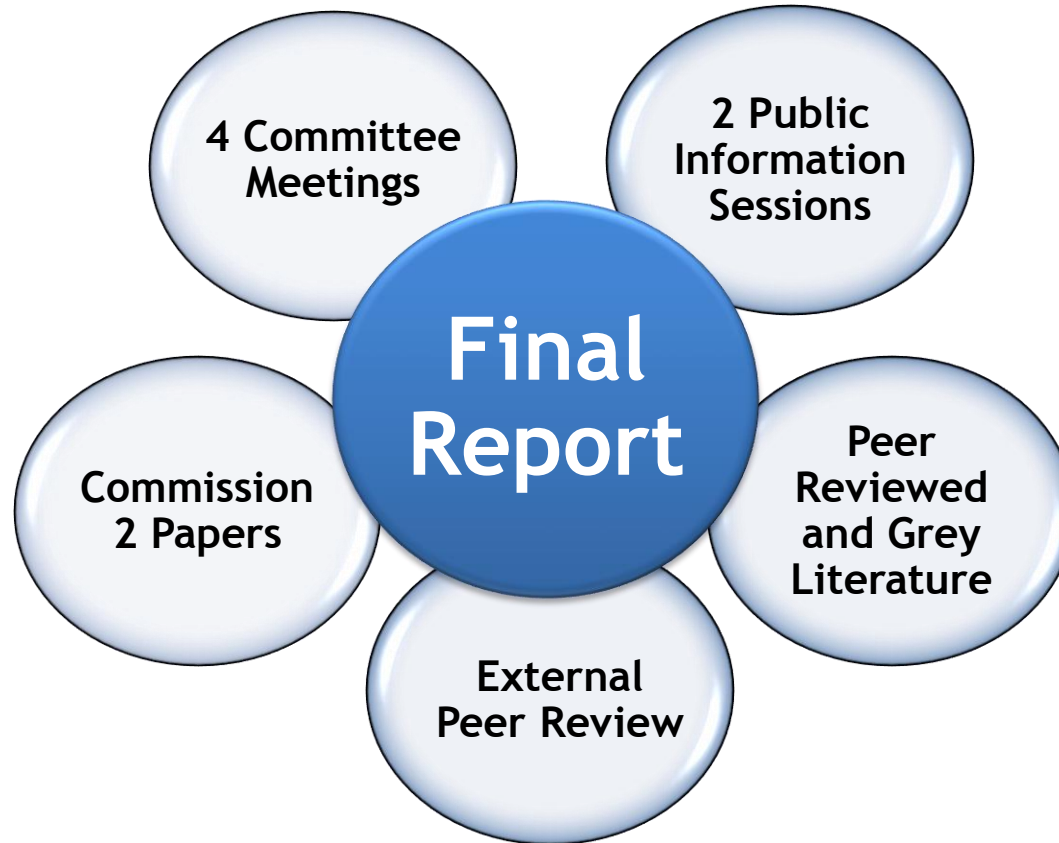 4 Committee
Meetings
2 Public
Information
Sessions
Final
Report
Commission
2 Papers
Peer
Reviewed
and Grey
Literature
External
Peer Review